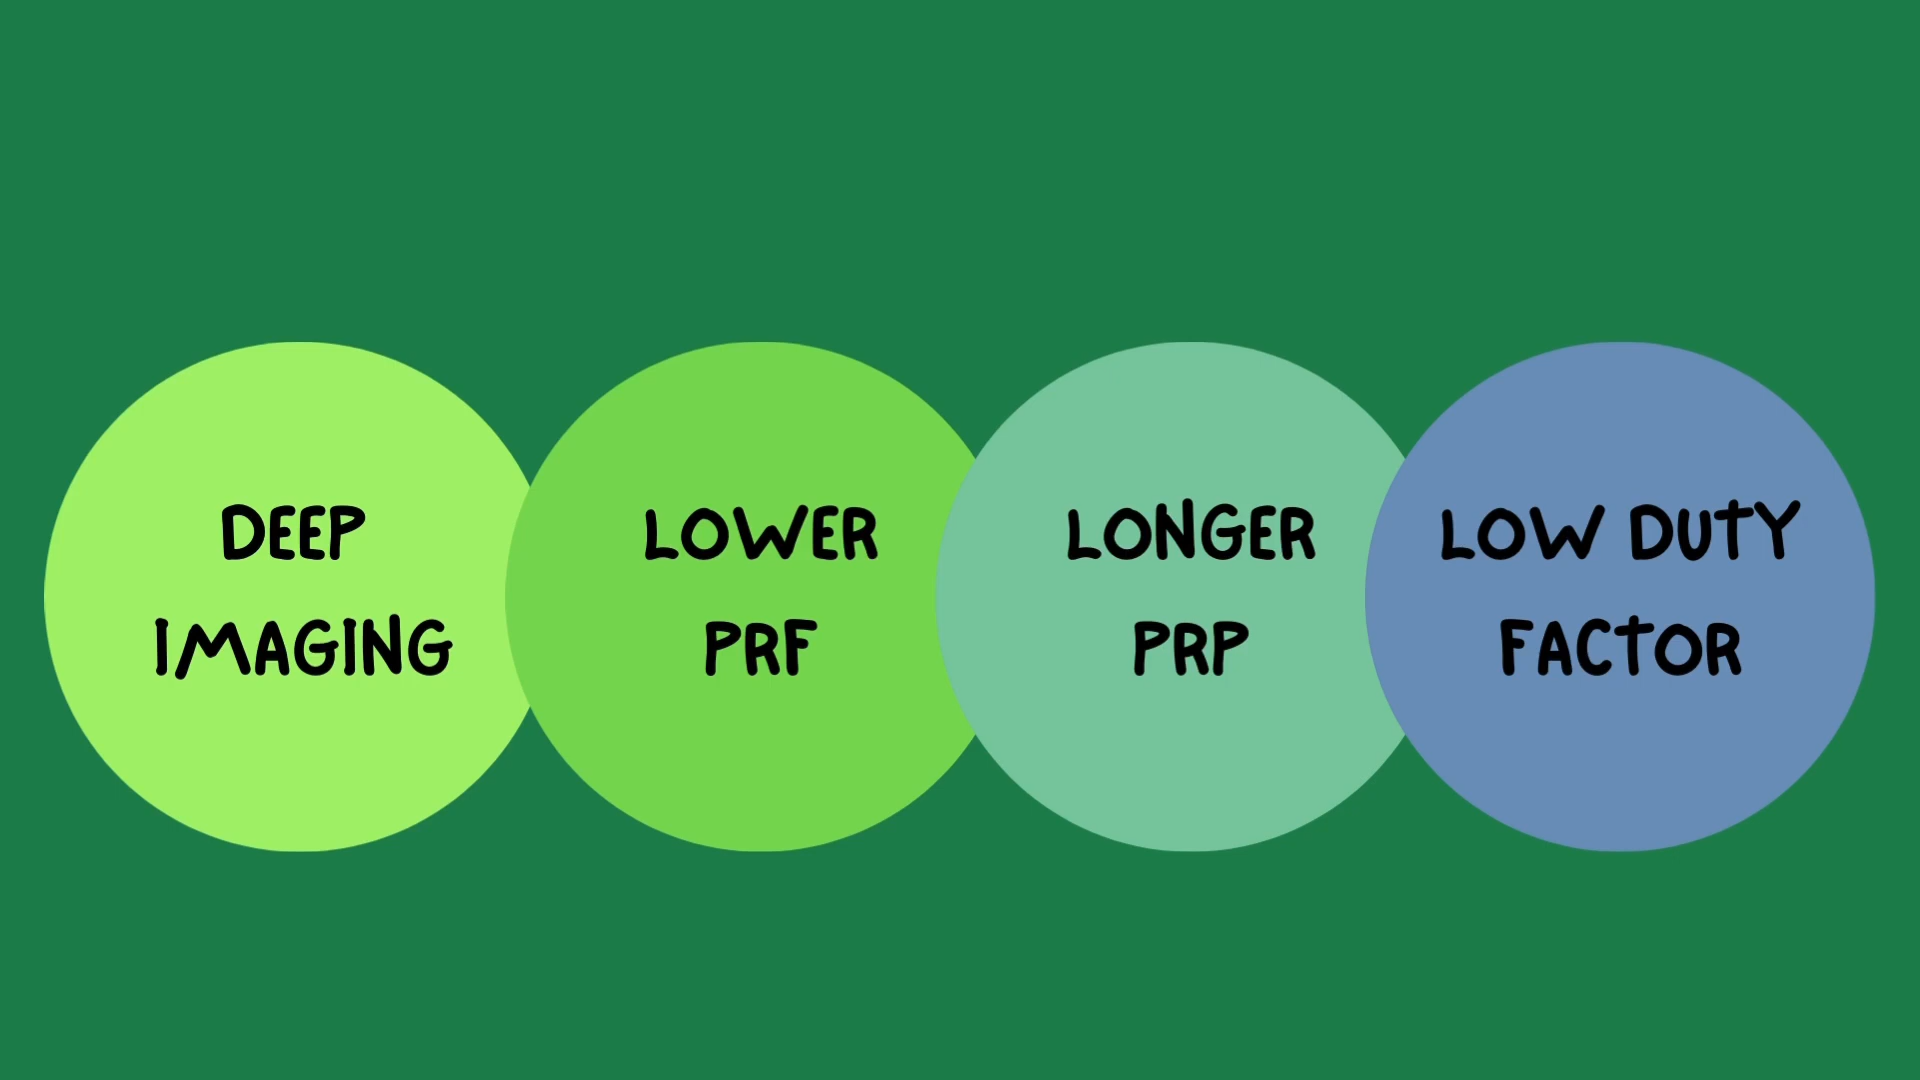 DEEP
IMAGING
LOWER
PRF
LONGER
PRP
LOW DUTY
FACTOR